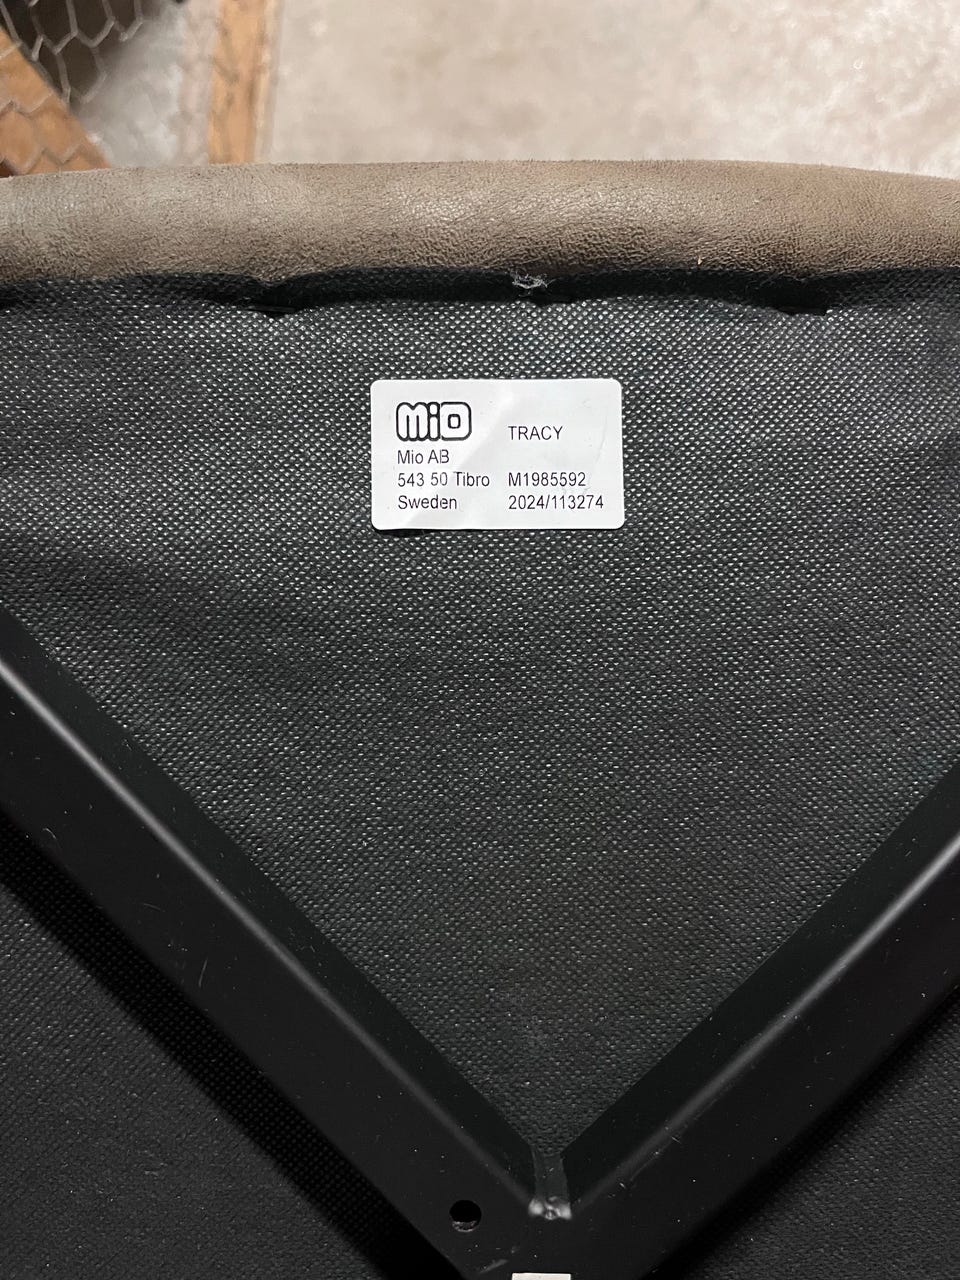 MiO
TRACY
Mio AB
543 50 Tibro M1985592
Sweden 2024/113274